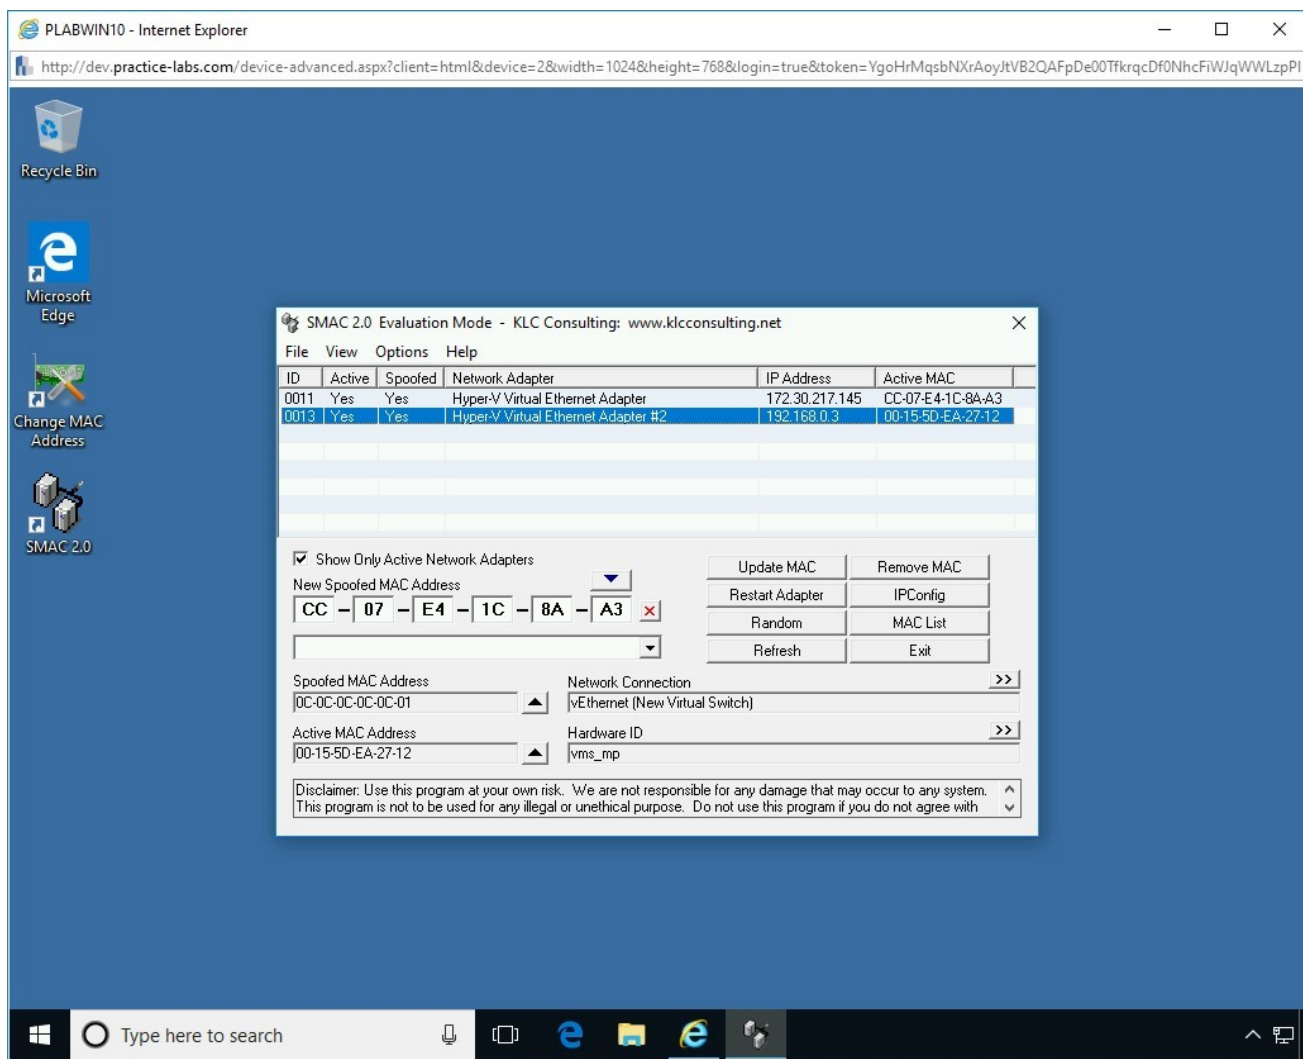 PLABWIN10 - Internet Explorer
http://dev.practice-labs.com/device-advanced.aspx?client=html&device=2&width=1024&height=768&login=true&token=YgoHrMqsbNXrAoyJtVB2QAFpDe00TfkrqcDf0NhcFiWJqWWLzpPI
Recycle Bin
Microsoft
Edge
Change MAC
Address
SMAC 2.0
SMAC 2.0 Evaluation Mode - KLC Consulting: www.klcconsulting.net
File View Options Help
ID Active Spoofed Network Adapter IP Address Active MAC
0011 Yes Yes Hyper-V Virtual Ethernet Adapter 172.30.217.145 CC-07-E4-1C-8A-A3
0013 Yes Yes Hyper-V Virtual Ethernet Adapter #2 192.168.0.3 00-15-5D-EA-27-12
Show Only Active Network Adapters
New Spoofed MAC Address
CC - 07 - E4 - 1C - 8A - A3
Update MAC Remove MAC
Restart Adapter IPConfig
Random MAC List
Refresh Exit
Spoofed MAC Address
0C-0C-0C-0C-0C-01
Network Connection >>
vEthernet (New Virtual Switch)
Active MAC Address
00-15-5D-EA-27-12
Hardware ID >>
vms_mp
Disclaimer: Use this program at your own risk. We are not responsible for any damage that may occur to any system.
This program is not to be used for any illegal or unethical purpose. Do not use this program if you do not agree with
Type here to search